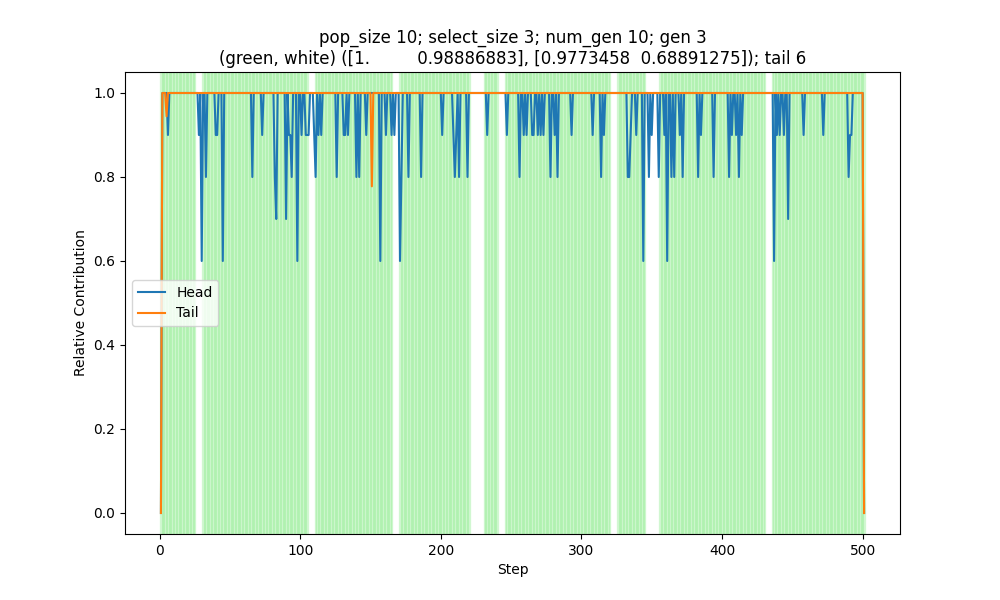 pop_size 10; select_size 3; num_gen 10; gen 3
(green, white) ([1. 0.98886883], [0.9773458 0.68891275]); tail 6
1.0
0.8
0.6
0.4
0.2
0.0
Relative Contribution
Head
Tail
0 100 200 300 400 500
Step